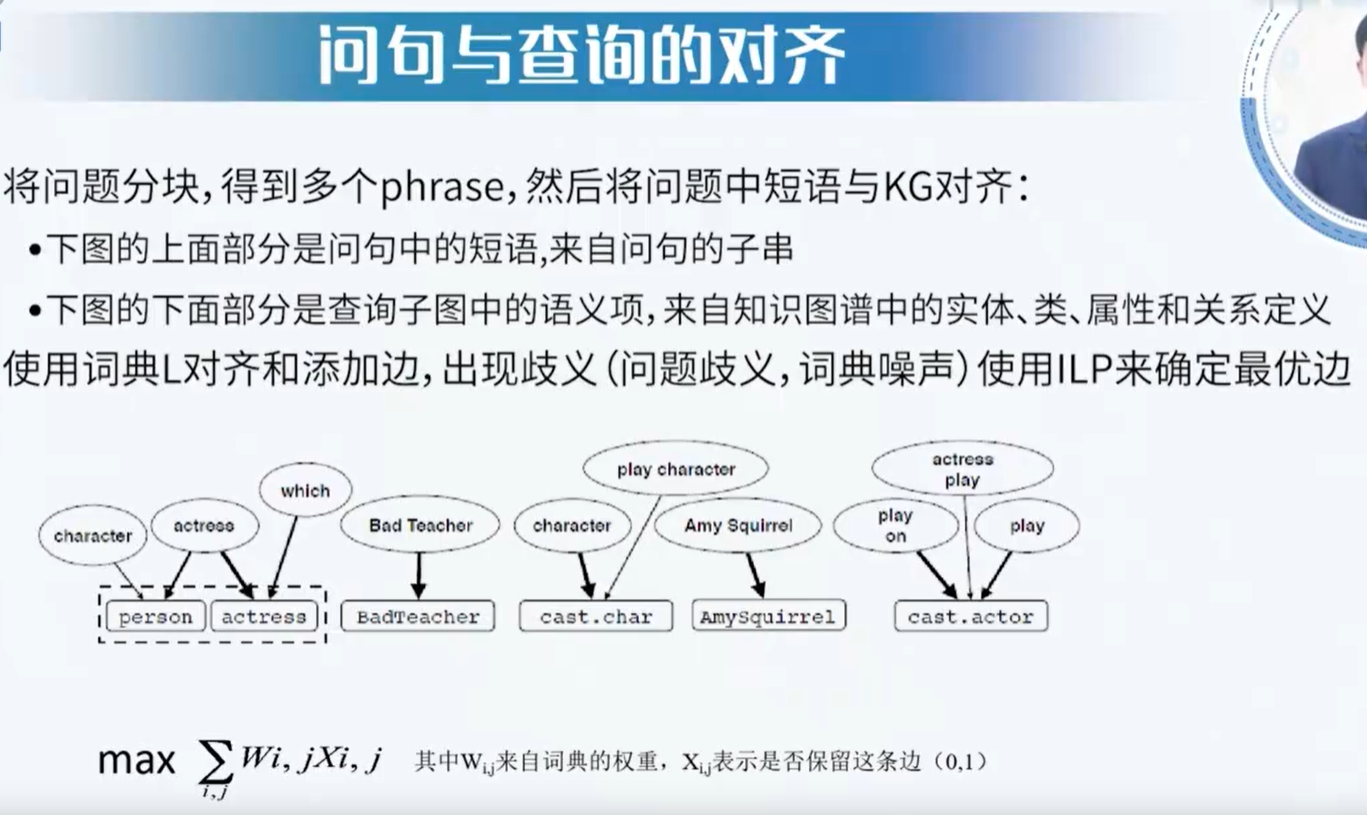 问句与查询的对齐
将问题分块，得到多个phrase，然后将问题中短语与KG对齐：
•下图的上面部分是问句中的短语,来自问句的子串
•下图的下面部分是查询子图中的语义项，来自知识图谱中的实体、类、属性和关系定义
使用词典L对齐和添加边，出现歧义（问题歧义，词典噪声）使用ILP来确定最优边
character
actress
which
Bad Teacher
character
play character
Amy Squirrel
play
on
actress
play
play
person
actress
BadTeacher
cast.char
AmySquirrel
cast.actor
max ∑ Wi, jXi, j 其中Wi,j来自词典的权重，Xi,j表示是否保留这条边（0,1）
i,j